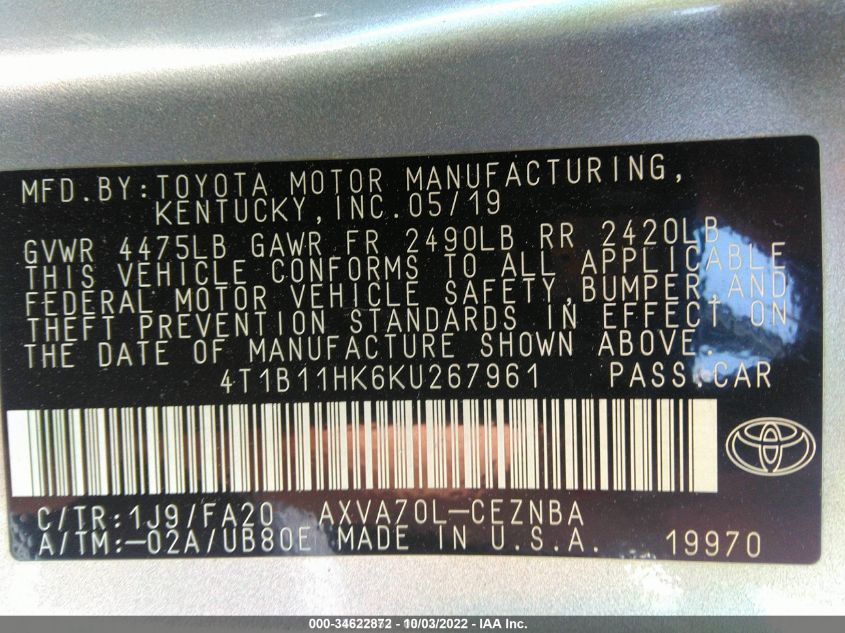 MFD.BY:TOYOTA MOTOR MANUFACTURING,
KENTUCKY,INC.05/19
GVWR 4475LB GAWR FR 2490LB RR 2420LB
THIS VEHICLE CONFORMS TO ALL APPLICABLE
FEDERAL MOTOR VEHICLE SAFETY,BUMPER,AND
THEFT PREVENTION STANDARDS IN EFFECT ON
THE DATE OF MANUFACTURE SHOWN ABOVE.
4T1B11HK6KU267961 PASS.CAR
C/TR:1J9/FA20 AXVA70L-CEZNBA
A/TM:-02A/UB80E MADE IN U.S.A. 19970
000-34622872 - 10/03/2022 - IAA Inc.